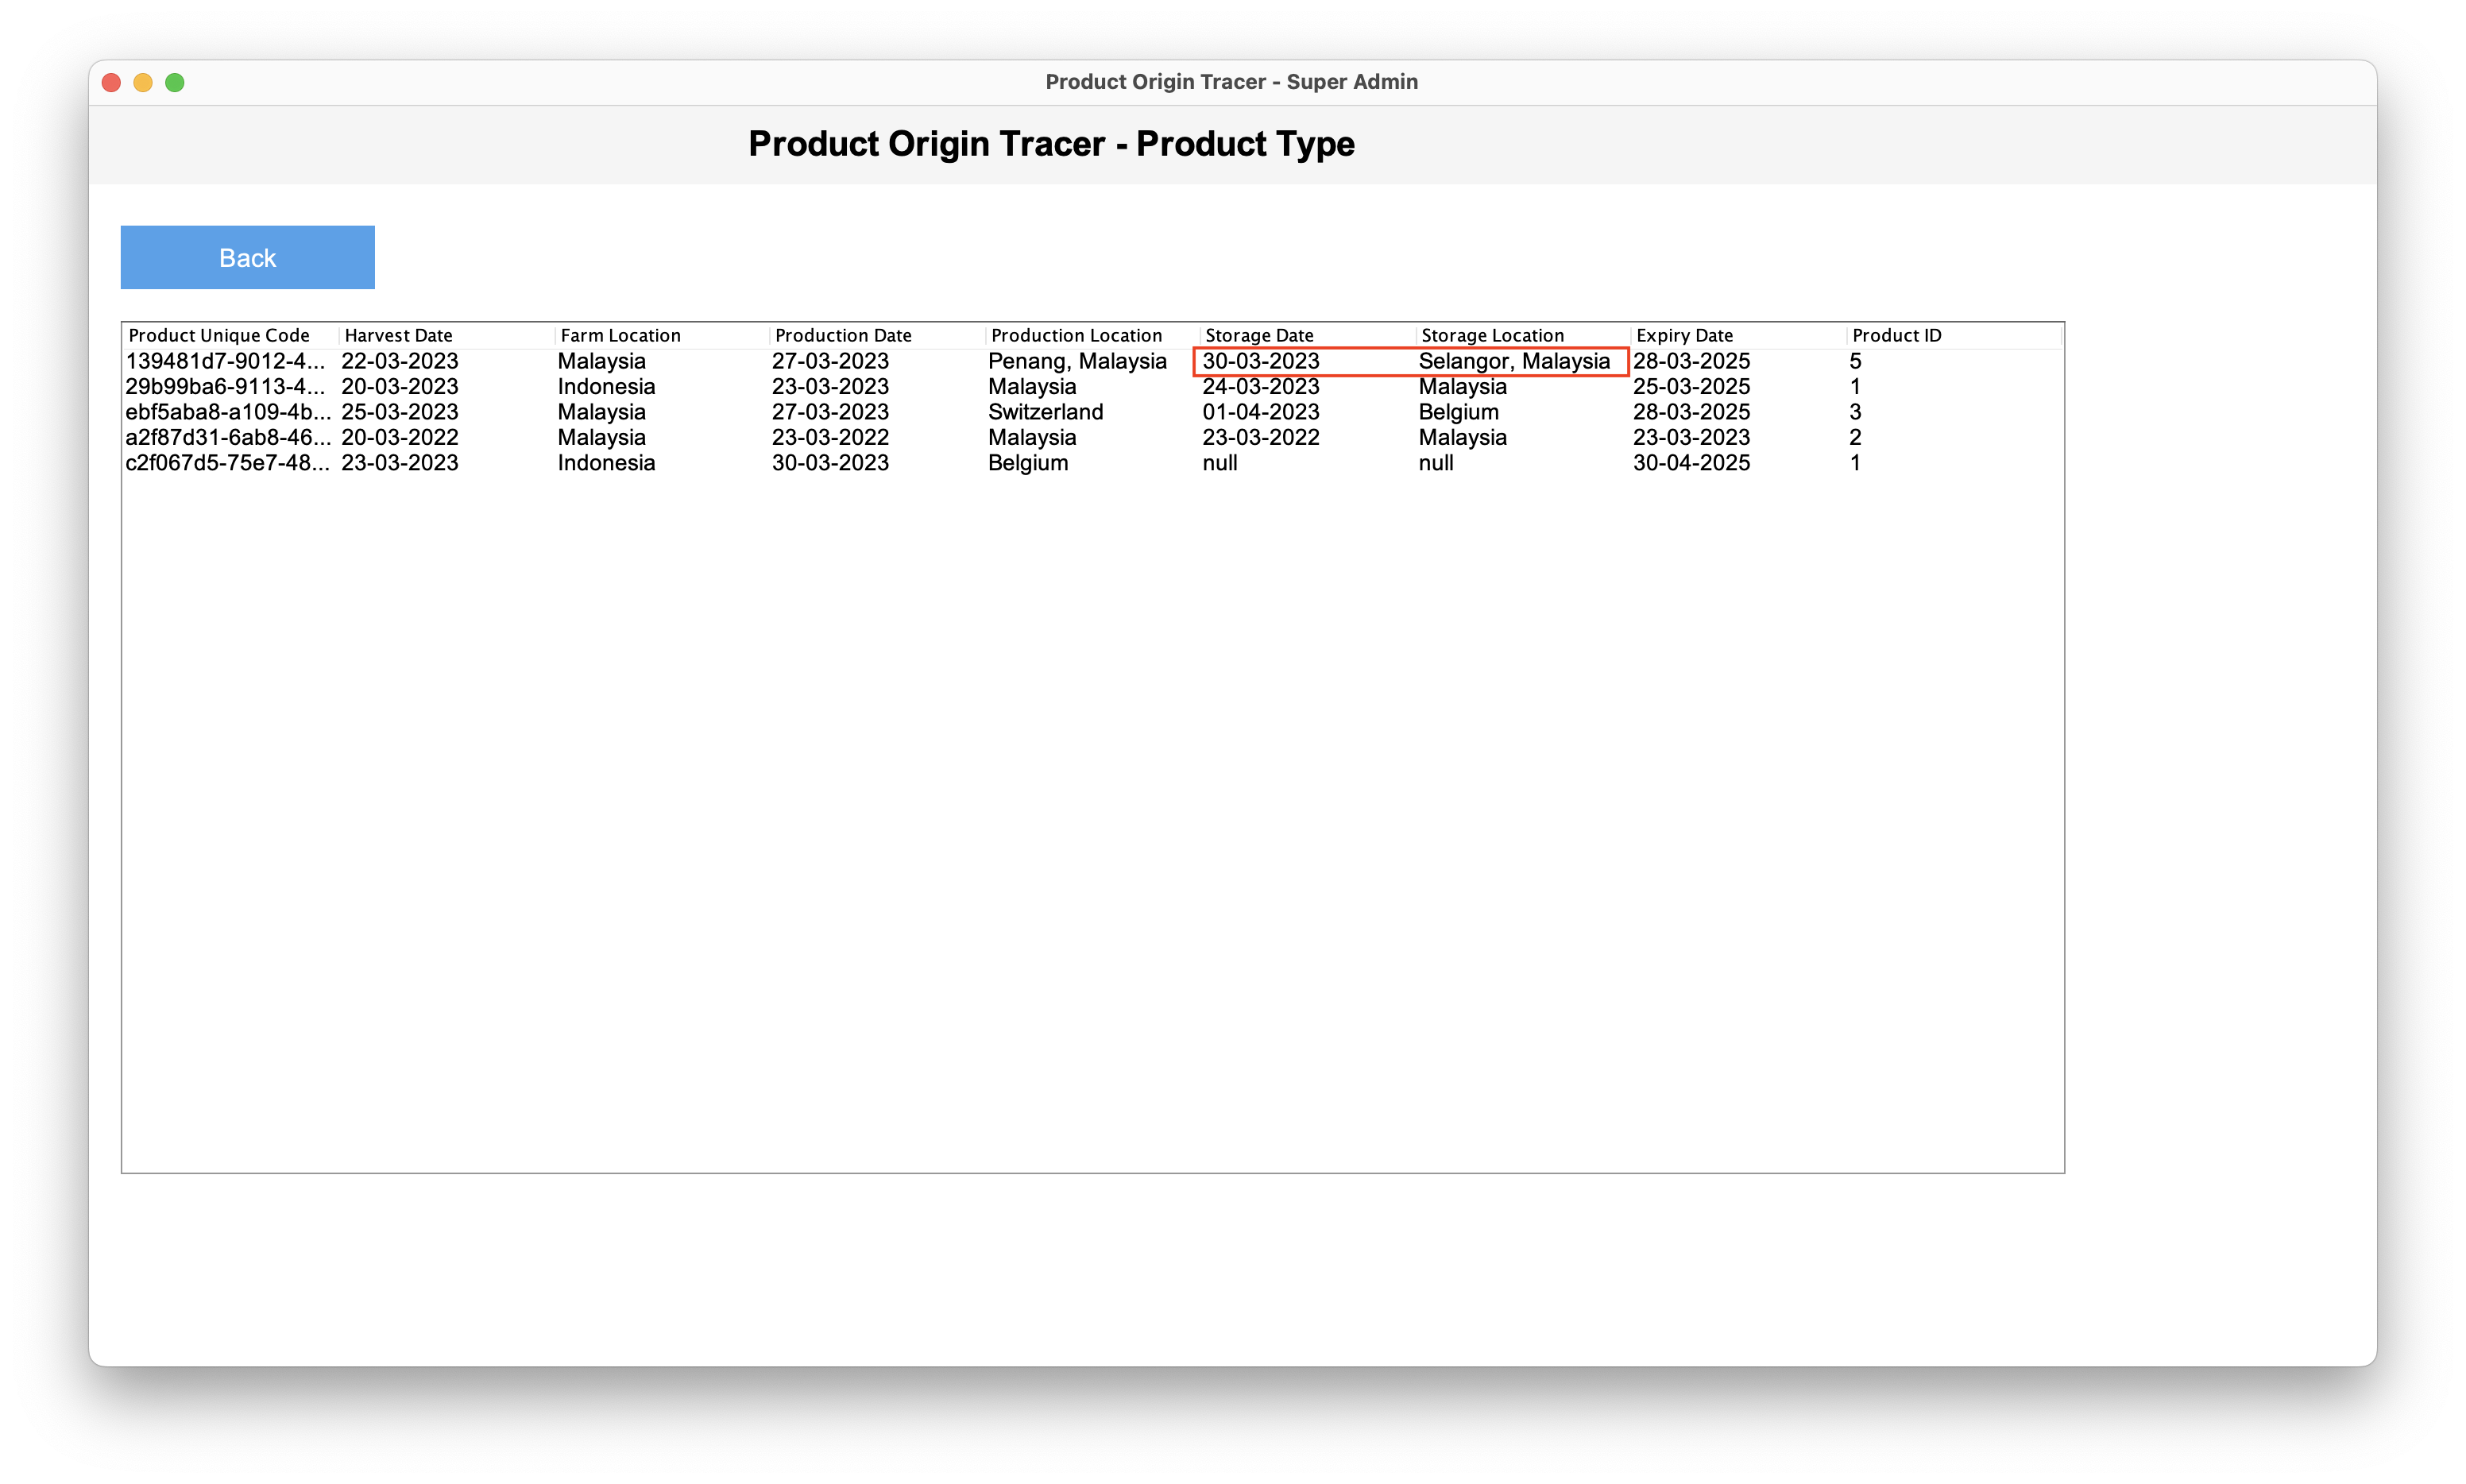 Product Origin Tracer - Super Admin
Product Origin Tracer - Product Type
Back
Product Unique Code Harvest Date Farm Location Production Date Production Location Storage Date Storage Location Expiry Date Product ID
139481d7-9012-4... 22-03-2023 Malaysia 27-03-2023 Penang, Malaysia 30-03-2023 Selangor, Malaysia 28-03-2025 5
29b99ba6-9113-4... 20-03-2023 Indonesia 23-03-2023 Malaysia 24-03-2023 Malaysia 25-03-2025 1
ebf5aba8-a109-4b... 25-03-2023 Malaysia 27-03-2023 Switzerland 01-04-2023 Belgium 28-03-2025 3
a2f87d31-6ab8-46... 20-03-2022 Malaysia 23-03-2022 Malaysia 23-03-2022 Malaysia 23-03-2023 2
c2f067d5-75e7-48... 23-03-2023 Indonesia 30-03-2023 Belgium null null 30-04-2025 1